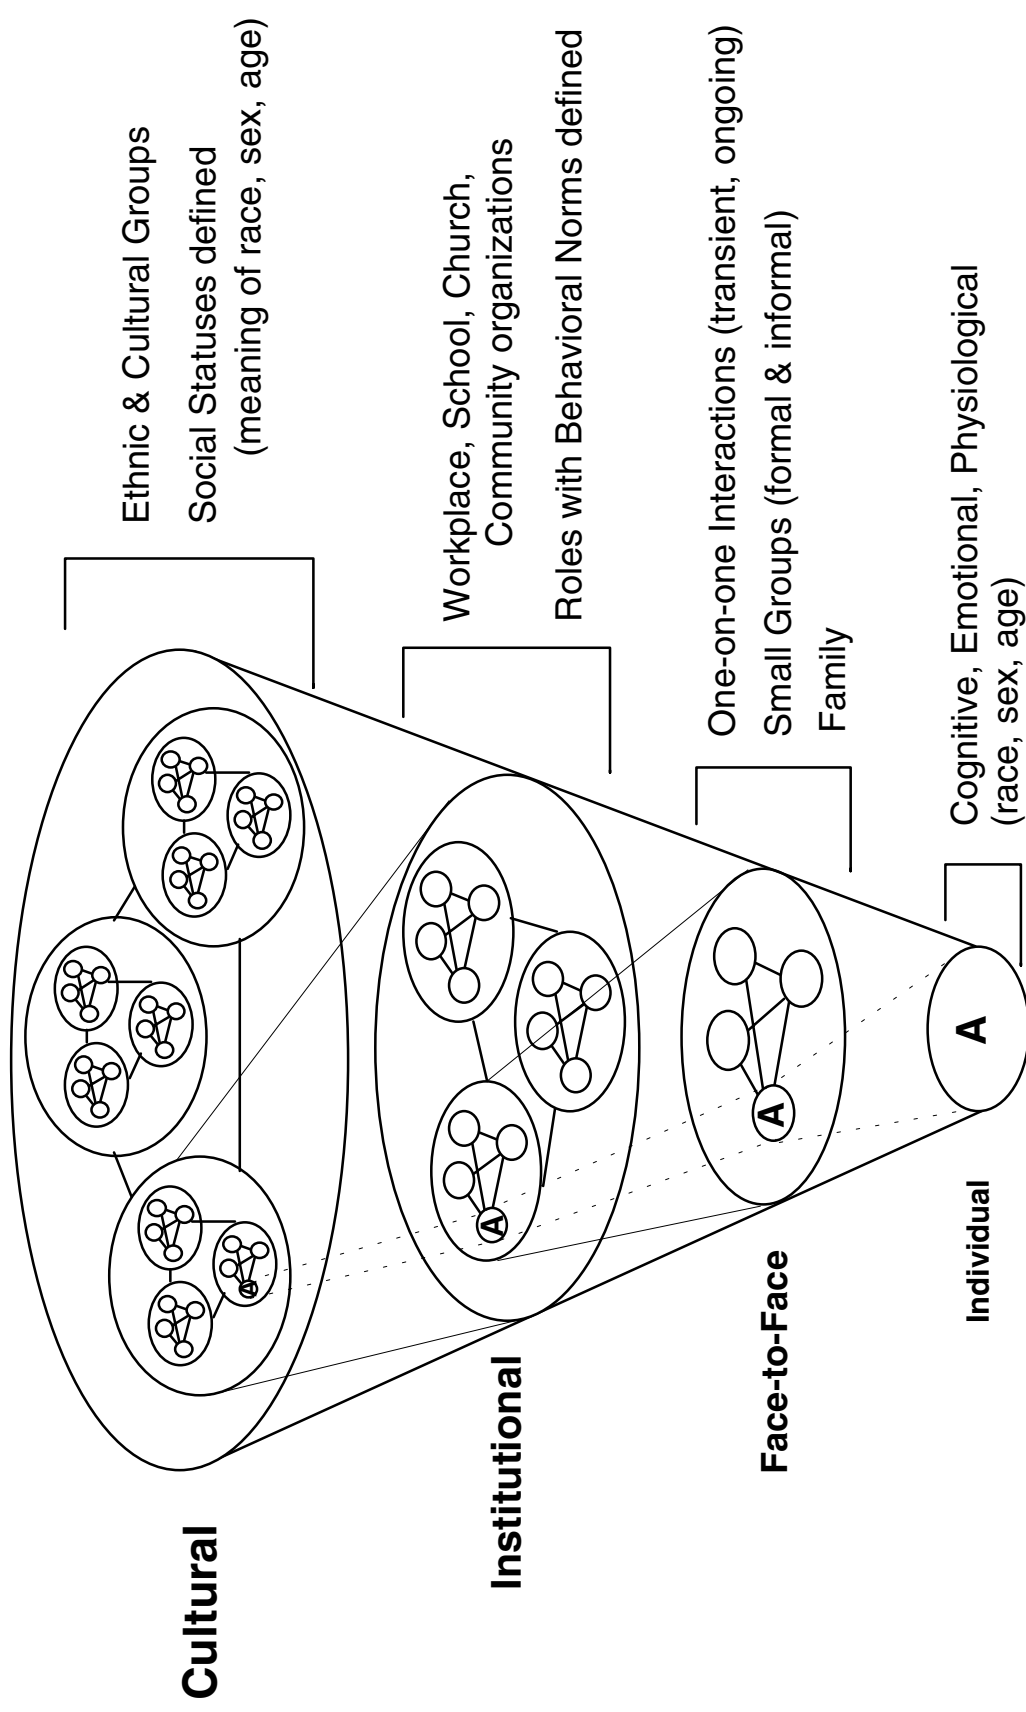 Cultural
A
Ethnic & Cultural Groups
Social Statuses defined
(meaning of race, sex, age)
Institutional
A
Workplace, School, Church,
Community organizations
Roles with Behavioral Norms defined
Face-to-Face
A
One-on-one Interactions (transient, ongoing)
Small Groups (formal & informal)
Family
Individual
A
Cognitive, Emotional, Physiological
(race, sex, age)